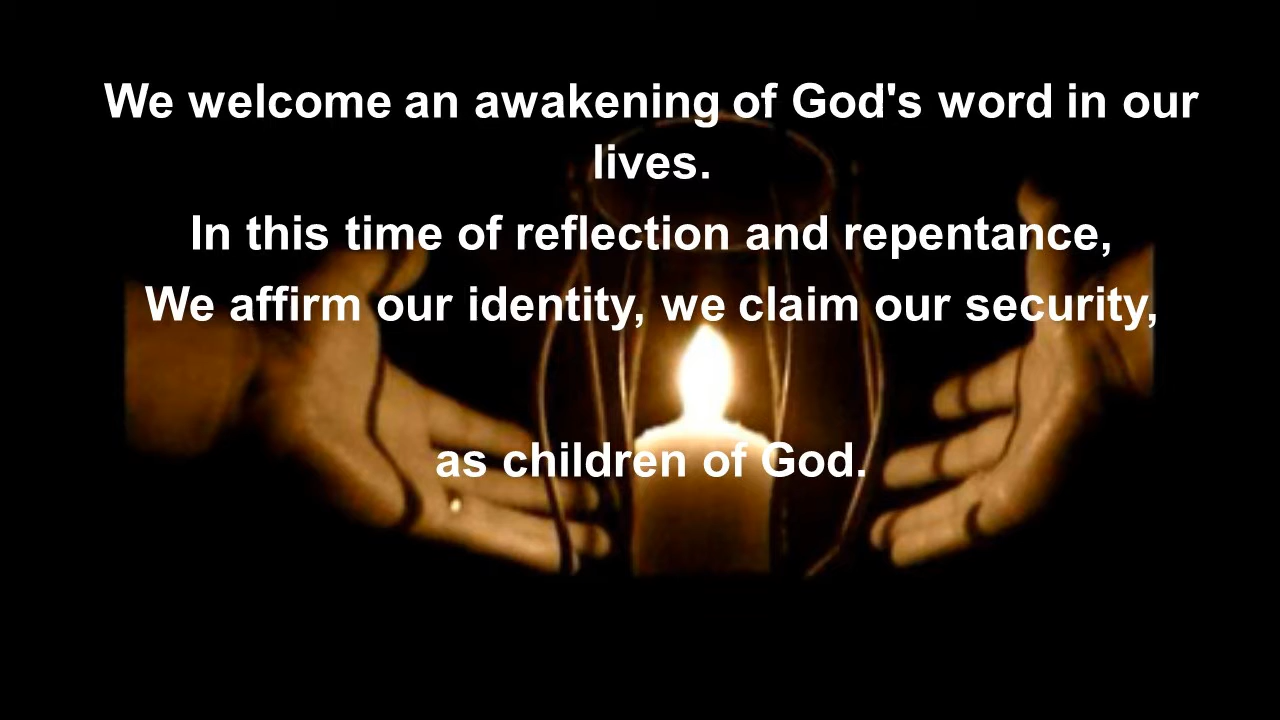 We welcome an awakening of God's word in our
lives.
In this time of reflection and repentance,
We affirm our identity, we claim our security,
as children of God.